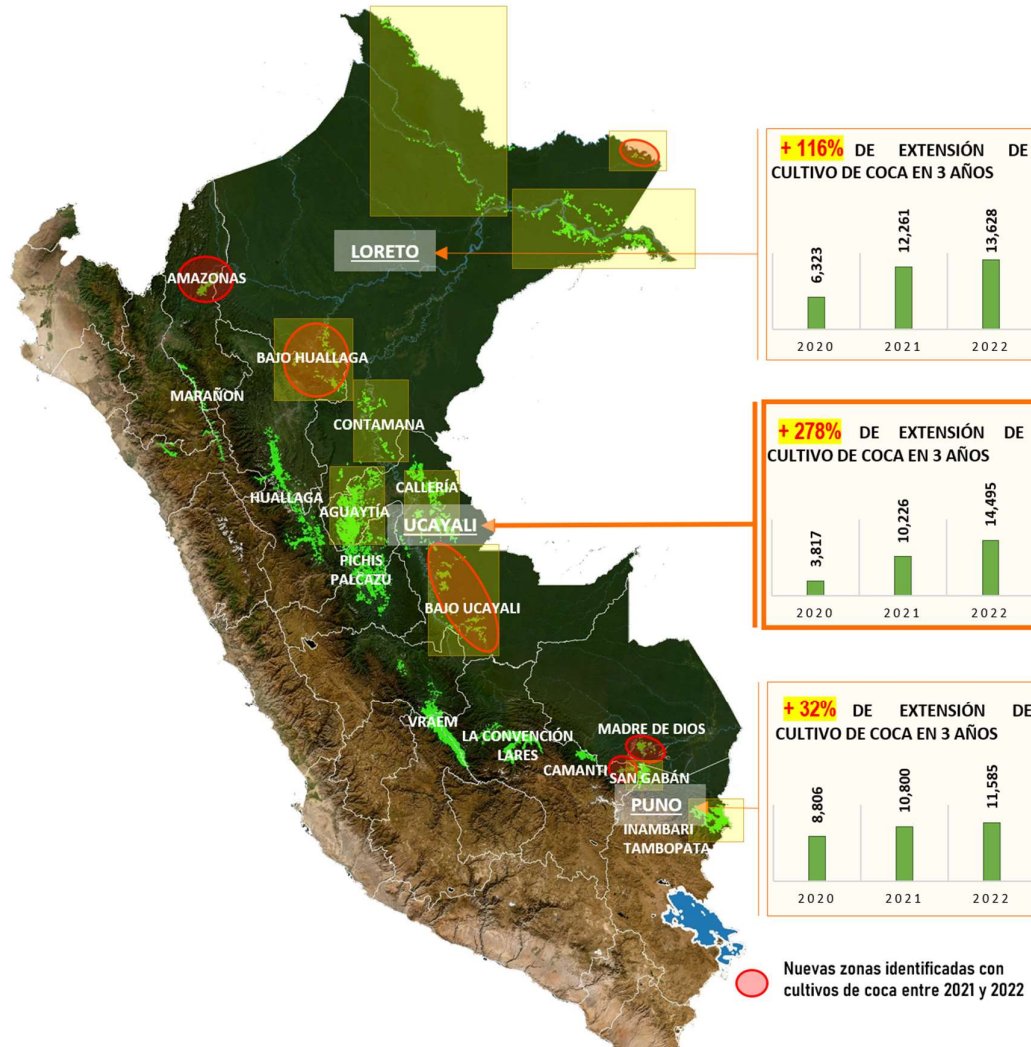 + 116% DE EXTENSIÓN DE
CULTIVO DE COCA EN 3 AÑOS
6,323
12,261
13,628
2020
2021
2022
LORETO
AMAZONAS
BAJO HUALLAGA
MARAÑON
CONTAMANA
+ 278% DE EXTENSIÓN DE
CULTIVO DE COCA EN 3 AÑOS
3,817
10,226
14,495
2020
2021
2022
HUALLAGA
AGUAYTÍA
CALLERÍA
UCAYALI
PICHIS
PALCAZU
BAJO UCAYALI
+ 32% DE EXTENSIÓN DE
CULTIVO DE COCA EN 3 AÑOS
8,806
10,800
11,585
2020
2021
2022
VRAEM
LA CONVENCIÓN
LARES
MADRE DE DIOS
CAMANTI
SAN GABÁN
PUNO
INAMBARI
TAMBOPATA
Nuevas zonas identificadas con
cultivos de coca entre 2021 y 2022